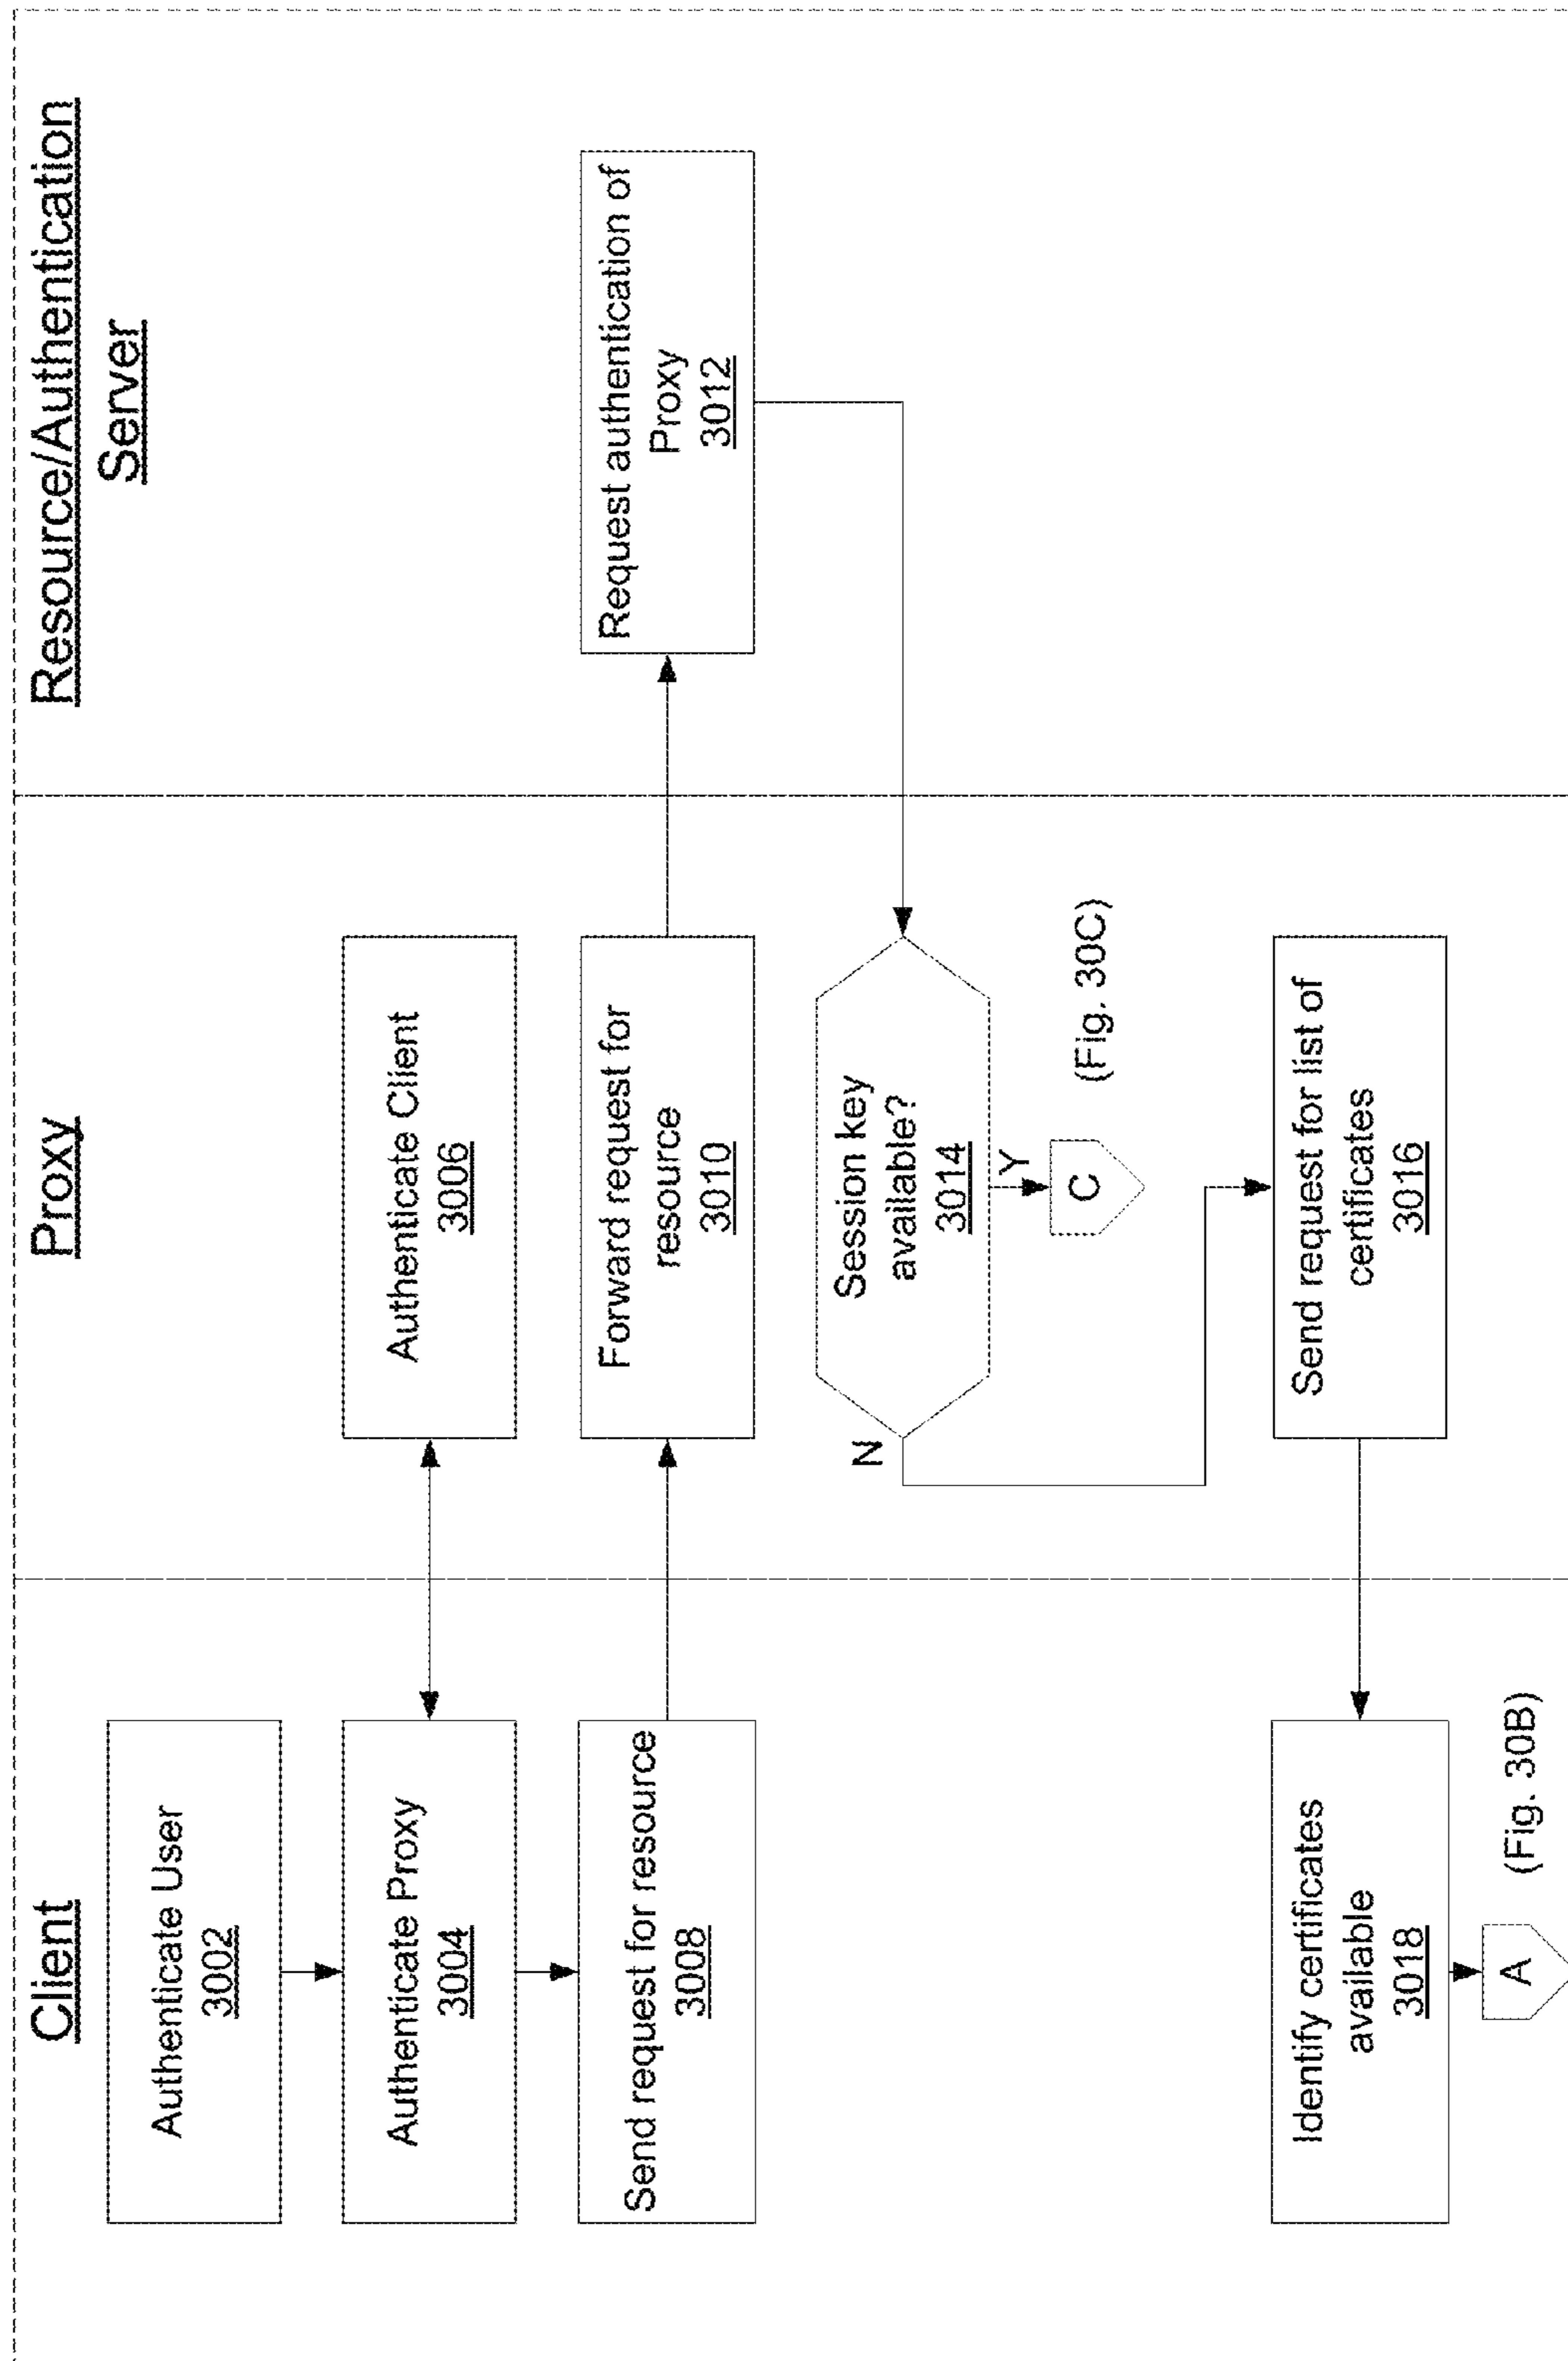 Client
Proxy
Resource/Authentication
Server
Authenticate User
3002
Authenticate Proxy
3004
Authenticate Client
3006
Send request for resource
3008
Forward request for
resource
3010
Request authentication of
Proxy
3012
Session key
available?
3014
N
Y
C
(Fig. 30C)
Send request for list of
certificates
3016
Identify certificates
available
3018
A
(Fig. 30B)